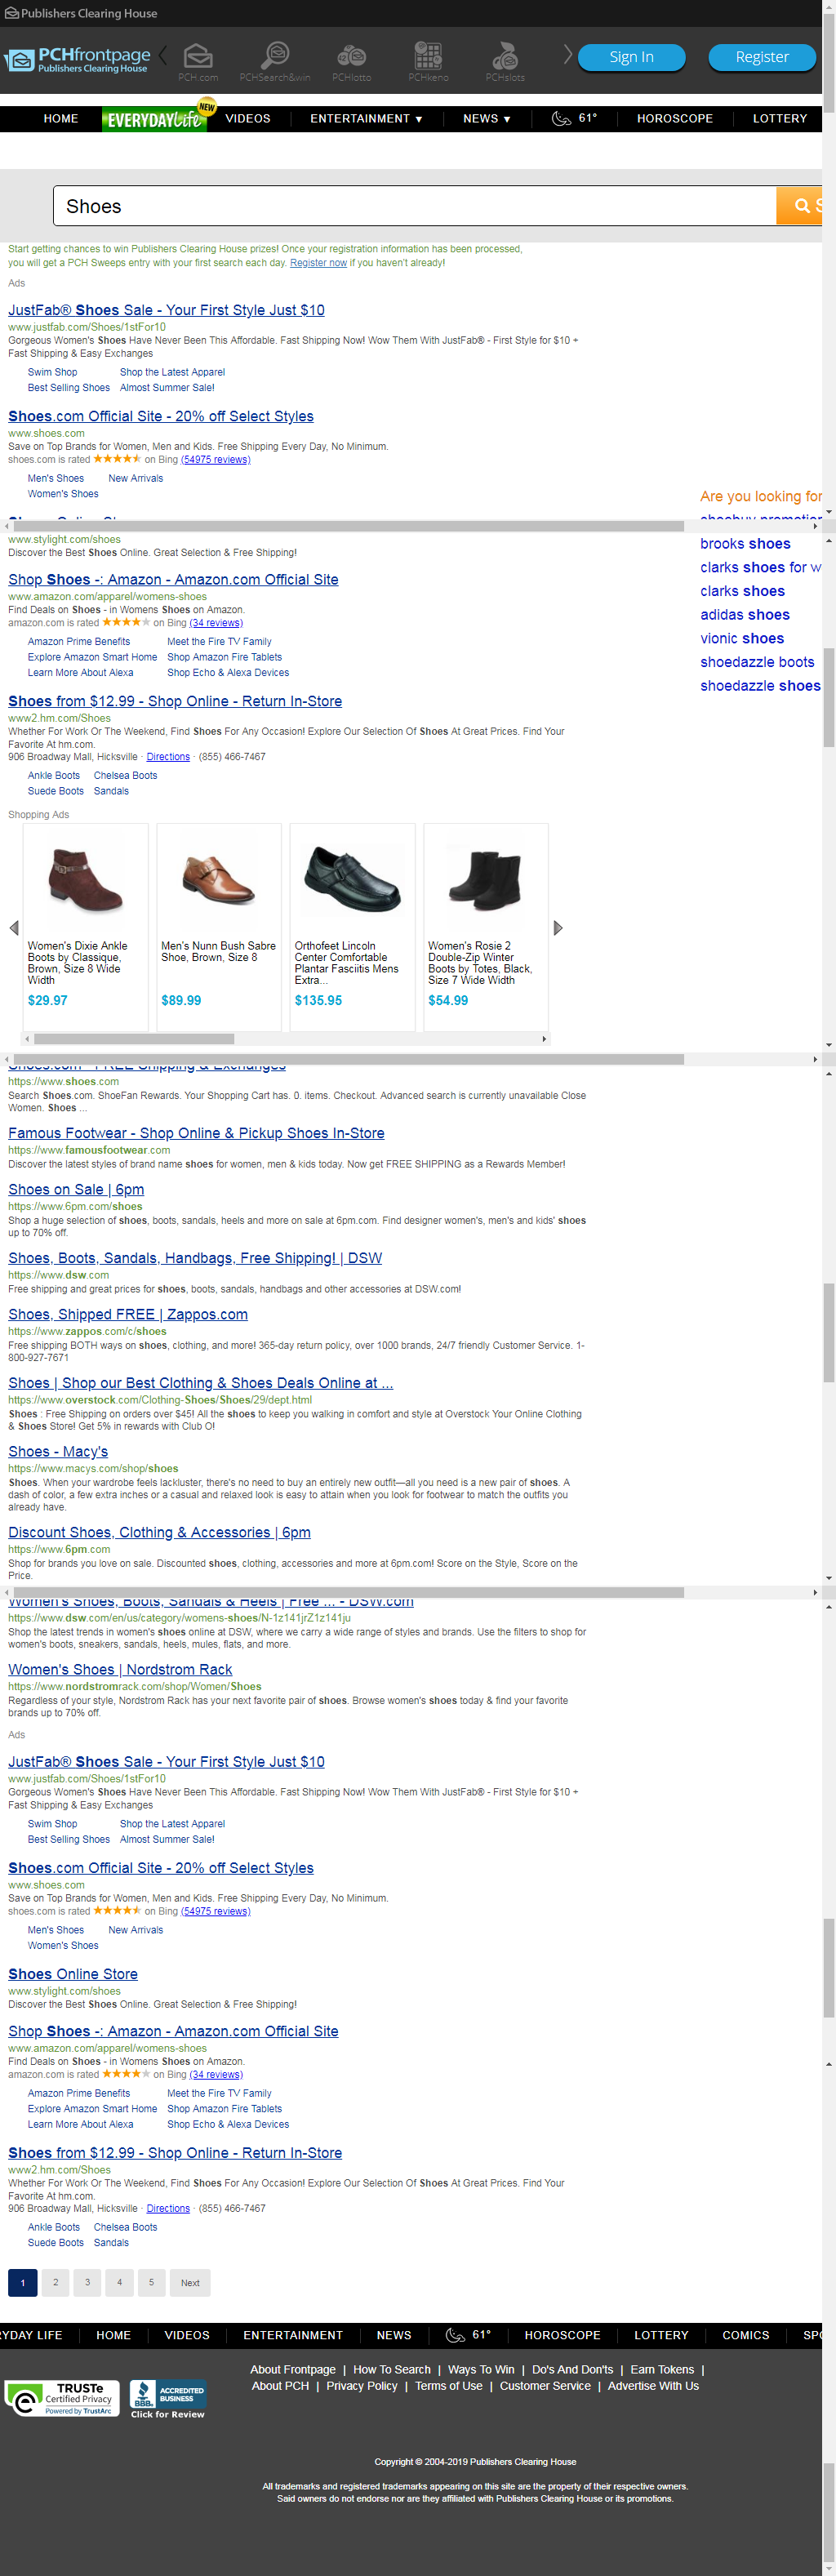 Publishers Clearing House
PCHfrontpage
Publishers Clearing House
PCH.com
PCHSearch&win
PCHlotto
PCHkeno
PCHslots
Sign In
Register
HOME
EVERYDAY Life
NEW
VIDEOS
ENTERTAINMENT ▼
NEWS ▼
61°
HOROSCOPE
LOTTERY
Shoes
S
Start getting chances to win Publishers Clearing House prizes! Once your registration information has been processed,
you will get a PCH Sweeps entry with your first search each day. Register now if you haven't already!
Ads
JustFab® Shoes Sale - Your First Style Just $10
www.justfab.com/Shoes/1stFor10
Gorgeous Women's Shoes Have Never Been This Affordable. Fast Shipping Now! Wow Them With JustFab® - First Style for $10 +
Fast Shipping & Easy Exchanges
Swim Shop Shop the Latest Apparel
Best Selling Shoes Almost Summer Sale!
Shoes.com Official Site - 20% off Select Styles
www.shoes.com
Save on Top Brands for Women, Men and Kids. Free Shipping Every Day, No Minimum.
shoes.com is rated ★★★★★ on Bing (54975 reviews)
Men's Shoes New Arrivals
Women's Shoes
Are you looking for
www.stylight.com/shoes
Discover the Best Shoes Online. Great Selection & Free Shipping!
brooks shoes
clarks shoes for w
clarks shoes
adidas shoes
vionic shoes
shoedazzle boots
shoedazzle shoes
Shop Shoes -: Amazon - Amazon.com Official Site
www.amazon.com/apparel/womens-shoes
Find Deals on Shoes - in Womens Shoes on Amazon.
amazon.com is rated ★★★★★ on Bing (34 reviews)
Amazon Prime Benefits Meet the Fire TV Family
Explore Amazon Smart Home Shop Amazon Fire Tablets
Learn More About Alexa Shop Echo & Alexa Devices
Shoes from $12.99 - Shop Online - Return In-Store
www2.hm.com/Shoes
Whether For Work Or The Weekend, Find Shoes For Any Occasion! Explore Our Selection Of Shoes At Great Prices. Find Your
Favorite At hm.com.
906 Broadway Mall, Hicksville · Directions · (855) 466-7467
Ankle Boots Chelsea Boots
Suede Boots Sandals
Shopping Ads
Women's Dixie Ankle
Boots by Classique,
Brown, Size 8 Wide
Width
$29.97
Men's Nunn Bush Sabre
Shoe, Brown, Size 8
$89.99
Orthofeet Lincoln
Center Comfortable
Plantar Fasciitis Mens
Extra...
$135.95
Women's Rosie 2
Double-Zip Winter
Boots by Totes, Black,
Size 7 Wide Width
$54.99
Shoes.com - FREE Shipping & Exchanges
https://www.shoes.com
Search Shoes.com. ShoeFan Rewards. Your Shopping Cart has. 0. items. Checkout. Advanced search is currently unavailable Close
Women. Shoes ...
Famous Footwear - Shop Online & Pickup Shoes In-Store
https://www.famousfootwear.com
Discover the latest styles of brand name shoes for women, men & kids today. Now get FREE SHIPPING as a Rewards Member!
Shoes on Sale | 6pm
https://www.6pm.com/shoes
Shop a huge selection of shoes, boots, sandals, heels and more on sale at 6pm.com. Find designer women's, men's and kids' shoes
up to 70% off.
Shoes, Boots, Sandals, Handbags, Free Shipping! | DSW
https://www.dsw.com
Free shipping and great prices for shoes, boots, sandals, handbags and other accessories at DSW.com!
Shoes, Shipped FREE | Zappos.com
https://www.zappos.com/c/shoes
Free shipping BOTH ways on shoes, clothing, and more! 365-day return policy, over 1000 brands, 24/7 friendly Customer Service. 1-
800-927-7671
Shoes | Shop our Best Clothing & Shoes Deals Online at ...
https://www.overstock.com/Clothing-Shoes/Shoes/29/dept.html
Shoes : Free Shipping on orders over $45! All the shoes to keep you walking in comfort and style at Overstock Your Online Clothing
& Shoes Store! Get 5% in rewards with Club O!
Shoes - Macy's
https://www.macys.com/shop/shoes
Shoes. When your wardrobe feels lackluster, there's no need to buy an entirely new outfit—all you need is a new pair of shoes. A
dash of color, a few extra inches or a casual and relaxed look is easy to attain when you look for footwear to match the outfits you
already have.
Discount Shoes, Clothing & Accessories | 6pm
https://www.6pm.com
Shop for brands you love on sale. Discounted shoes, clothing, accessories and more at 6pm.com! Score on the Style, Score on the
Price.
Women's Shoes, Boots, Sandals & Heels | Free ... - DSW.com
https://www.dsw.com/en/us/category/womens-shoes/N-1z141jrZ1z141ju
Shop the latest trends in women's shoes online at DSW, where we carry a wide range of styles and brands. Use the filters to shop for
women's boots, sneakers, sandals, heels, mules, flats, and more.
Women's Shoes | Nordstrom Rack
https://www.nordstromrack.com/shop/Women/Shoes
Regardless of your style, Nordstrom Rack has your next favorite pair of shoes. Browse women's shoes today & find your favorite
brands up to 70% off.
Ads
JustFab® Shoes Sale - Your First Style Just $10
www.justfab.com/Shoes/1stFor10
Gorgeous Women's Shoes Have Never Been This Affordable. Fast Shipping Now! Wow Them With JustFab® - First Style for $10 +
Fast Shipping & Easy Exchanges
Swim Shop Shop the Latest Apparel
Best Selling Shoes Almost Summer Sale!
Shoes.com Official Site - 20% off Select Styles
www.shoes.com
Save on Top Brands for Women, Men and Kids. Free Shipping Every Day, No Minimum.
shoes.com is rated ★★★★★ on Bing (54975 reviews)
Men's Shoes New Arrivals
Women's Shoes
Shoes Online Store
www.stylight.com/shoes
Discover the Best Shoes Online. Great Selection & Free Shipping!
Shop Shoes -: Amazon - Amazon.com Official Site
www.amazon.com/apparel/womens-shoes
Find Deals on Shoes - in Womens Shoes on Amazon.
amazon.com is rated ★★★★★ on Bing (34 reviews)
Amazon Prime Benefits Meet the Fire TV Family
Explore Amazon Smart Home Shop Amazon Fire Tablets
Learn More About Alexa Shop Echo & Alexa Devices
Shoes from $12.99 - Shop Online - Return In-Store
www2.hm.com/Shoes
Whether For Work Or The Weekend, Find Shoes For Any Occasion! Explore Our Selection Of Shoes At Great Prices. Find Your
Favorite At hm.com.
906 Broadway Mall, Hicksville · Directions · (855) 466-7467
Ankle Boots Chelsea Boots
Suede Boots Sandals
1 2 3 4 5 Next
RYDAY LIFE HOME VIDEOS ENTERTAINMENT NEWS 61° HOROSCOPE LOTTERY COMICS SPO
About Frontpage | How To Search | Ways To Win | Do's And Don'ts | Earn Tokens |
About PCH | Privacy Policy | Terms of Use | Customer Service | Advertise With Us
TRUSTe
Certified Privacy
Powered by TrustArc
BBB.
ACCREDITED
BUSINESS
Click for Review
Copyright © 2004-2019 Publishers Clearing House
All trademarks and registered trademarks appearing on this site are the property of their respective owners.
Said owners do not endorse nor are they affiliated with Publishers Clearing House or its promotions.